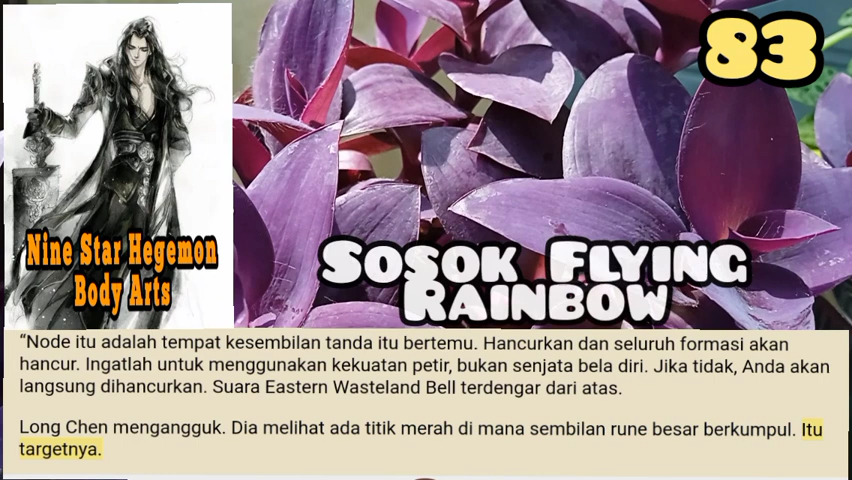 83
Nine Star Hegemon
Body Arts
Sosok Flying
Rainbow
“Node itu adalah tempat kesembilan tanda itu bertemu. Hancurkan dan seluruh formasi akan
hancur. Ingatlah untuk menggunakan kekuatan petir, bukan senjata bela diri. Jika tidak, Anda akan
langsung dihancurkan. Suara Eastern Wasteland Bell terdengar dari atas.
Long Chen mengangguk. Dia melihat ada titik merah di mana sembilan rune besar berkumpul. Itu
targetnya.